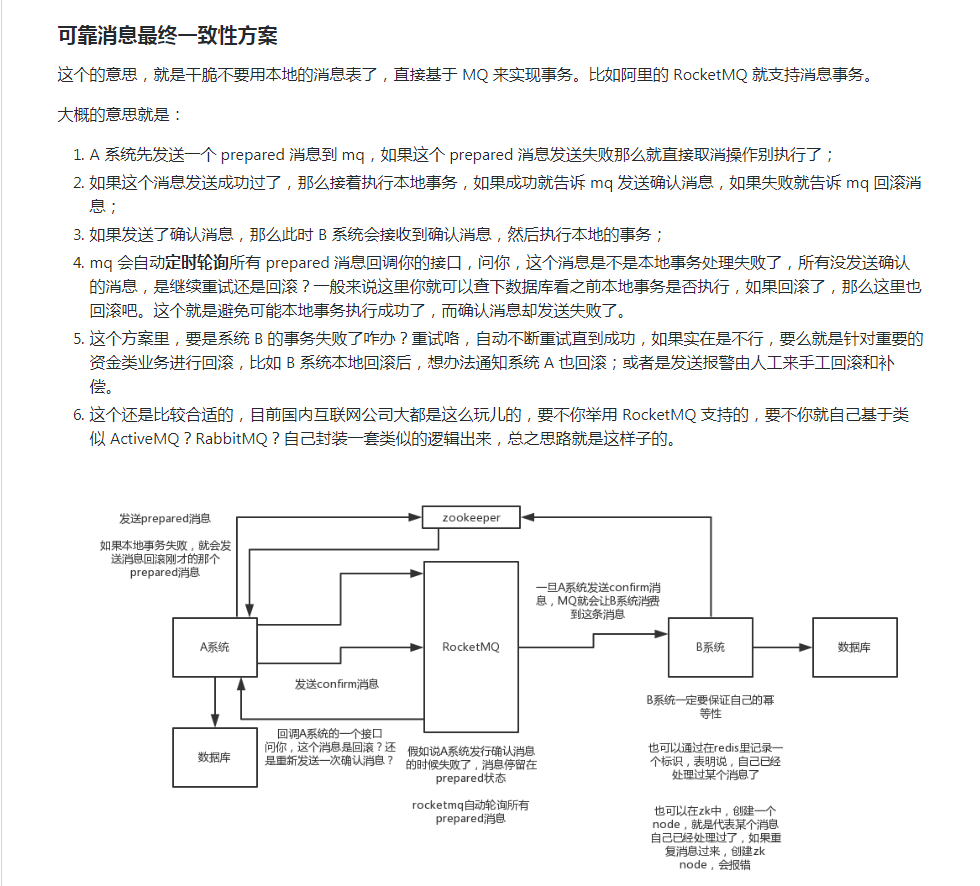 可靠消息最终一致性方案
这个的意思，就是干脆不要用本地的消息表了，直接基于 MQ 来实现事务。比如阿里的 RocketMQ 就支持消息事务。
大概的意思就是：
1. A 系统先发送一个 prepared 消息到 mq，如果这个 prepared 消息发送失败那么就直接取消操作别执行了；
2. 如果这个消息发送成功过了，那么接着执行本地事务，如果成功就告诉 mq 发送确认消息，如果失败就告诉 mq 回滚消
息；
3. 如果发送了确认消息，那么此时 B 系统会接收到确认消息，然后执行本地的事务；
4. mq 会自动定时轮询所有 prepared 消息回调你的接口，问你，这个消息是不是本地事务处理失败了，所有没发送确认
的消息，是继续重试还是回滚？一般来说这里你就可以查下数据库看之前本地事务是否执行，如果回滚了，那么这里也
回滚吧。这个就是避免可能本地事务执行成功了，而确认消息却发送失败了。
5. 这个方案里，要是系统 B 的事务失败了咋办？重试咯，自动不断重试直到成功，如果实在是不行，要么就是针对重要的
资金类业务进行回滚，比如 B 系统本地回滚后，想办法通知系统 A 也回滚；或者是发送报警由人工来手工回滚和补
偿。
6. 这个还是比较合适的，目前国内互联网公司大都是这么玩儿的，要不你举用 RocketMQ 支持的，要不你就自己基于类
似 ActiveMQ？RabbitMQ？自己封装一套类似的逻辑出来，总之思路就是这样子的。
发送prepared消息
zookeeper
如果本地事务失败，就会发
送消息回滚刚才的那个
prepared消息
一旦A系统发送confirm消
息，MQ就会让B系统消费
到这条消息
A系统
RocketMQ
B系统
数据库
发送confirm消息
B系统一定要保证自己的幂
等性
回调A系统的一个接口
问你，这个消息是回滚？还
是重新发送一次确认消息？
数据库
假如说A系统发行确认消息
的时候失败了，消息停留在
prepared状态
也可以通过在redis里记录一
个标识，表明说，自己已经
处理过某个消息了
rocketmq自动轮询所有
prepared消息
也可以在zk中，创建一个
node，就是代表某个消息
自己已经处理过了，如果重
复消息过来，创建zk
node，会报错